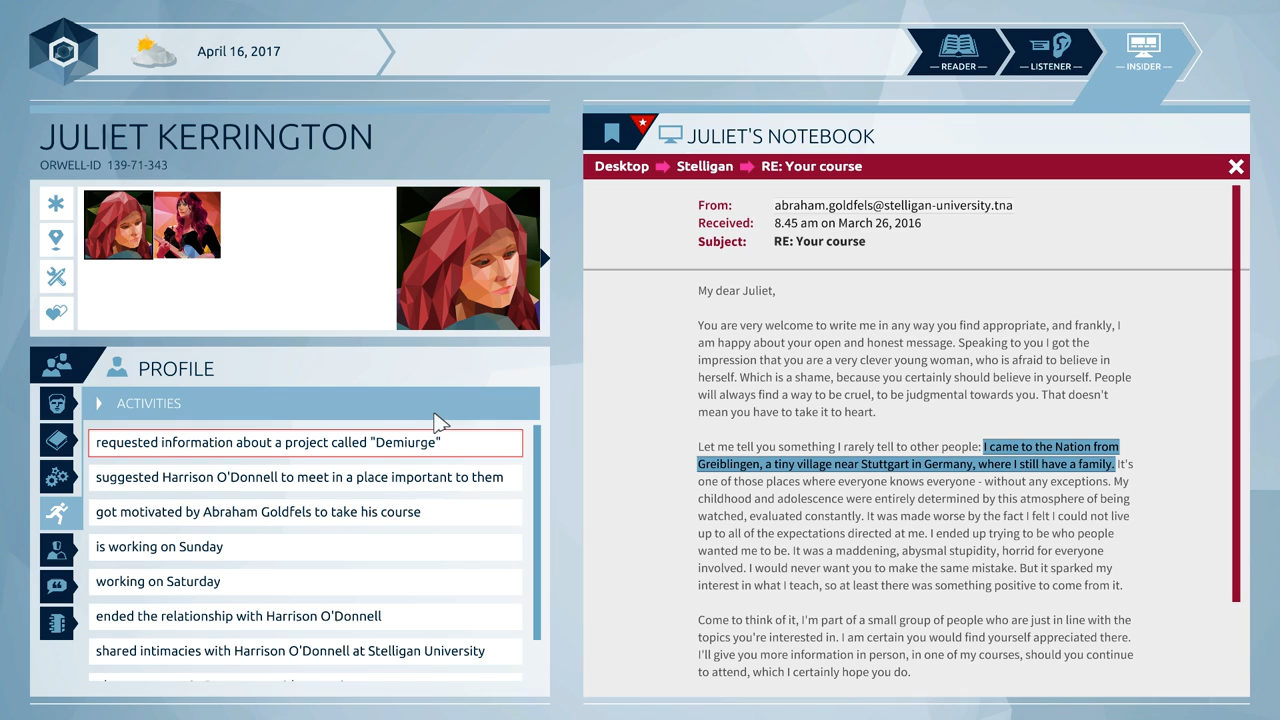 April 16, 2017
— READER —
— LISTENER —
— INSIDER —
JULIET KERRINGTON
ORWELL-ID 139-71-343
PROFILE
ACTIVITIES
requested information about a project called "Demiurge"
suggested Harrison O'Donnell to meet in a place important to them
got motivated by Abraham Goldfels to take his course
is working on Sunday
working on Saturday
ended the relationship with Harrison O'Donnell
shared intimacies with Harrison O'Donnell at Stelligan University
JULIET'S NOTEBOOK
Desktop Stelligan RE: Your course
From: abraham.goldfels@stelligan-university.tna
Received: 8.45 am on March 26, 2016
Subject: RE: Your course
My dear Juliet,
You are very welcome to write me in any way you find appropriate, and frankly, I
am happy about your open and honest message. Speaking to you I got the
impression that you are a very clever young woman, who is afraid to believe in
herself. Which is a shame, because you certainly should believe in yourself. People
will always find a way to be cruel, to be judgmental towards you. That doesn't
mean you have to take it to heart.
Let me tell you something I rarely tell to other people: I came to the Nation from
Greiblingen, a tiny village near Stuttgart in Germany, where I still have a family. It's
one of those places where everyone knows everyone - without any exceptions. My
childhood and adolescence were entirely determined by this atmosphere of being
watched, evaluated constantly. It was made worse by the fact I felt I could not live
up to all of the expectations directed at me. I ended up trying to be who people
wanted me to be. It was a maddening, abysmal stupidity, horrid for everyone
involved. I would never want you to make the same mistake. But it sparked my
interest in what I teach, so at least there was something positive to come from it.
Come to think of it, I'm part of a small group of people who are just in line with the
topics you're interested in. I am certain you would find yourself appreciated there.
I'll give you more information in person, in one of my courses, should you continue
to attend, which I certainly hope you do.